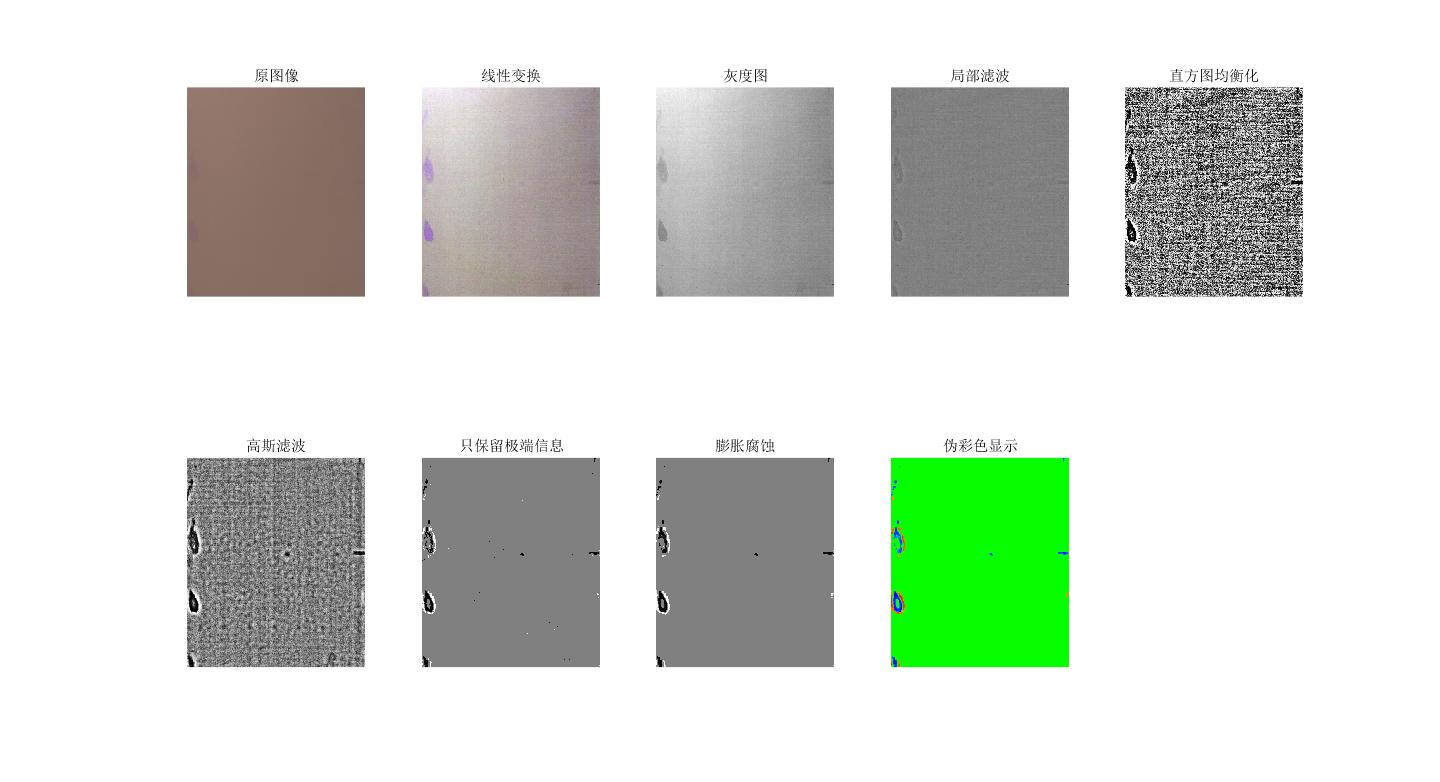 原图像
线性变换
灰度图
局部滤波
直方图均衡化
高斯滤波
只保留极端信息
膨胀腐蚀
伪彩色显示